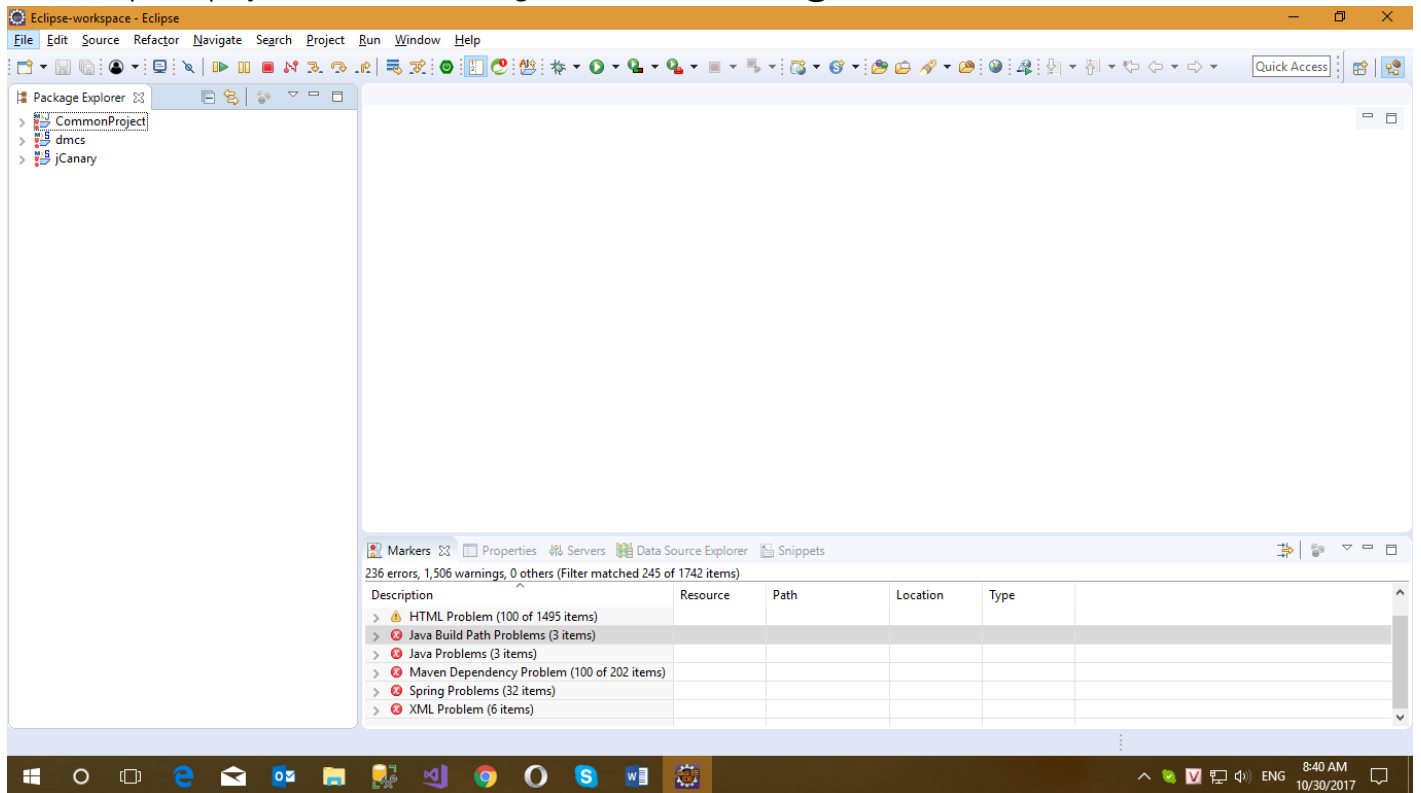 Eclipse-workspace - Eclipse
File Edit Source Refactor Navigate Search Project Run Window Help
Quick Access
Package Explorer
CommonProject
dmcs
jCanary
Markers Properties Servers Data Source Explorer Snippets
236 errors, 1,506 warnings, 0 others (Filter matched 245 of 1742 items)
Description Resource Path Location Type
HTML Problem (100 of 1495 items)
Java Build Path Problems (3 items)
Java Problems (3 items)
Maven Dependency Problem (100 of 202 items)
Spring Problems (32 items)
XML Problem (6 items)
ENG 8:40 AM
10/30/2017